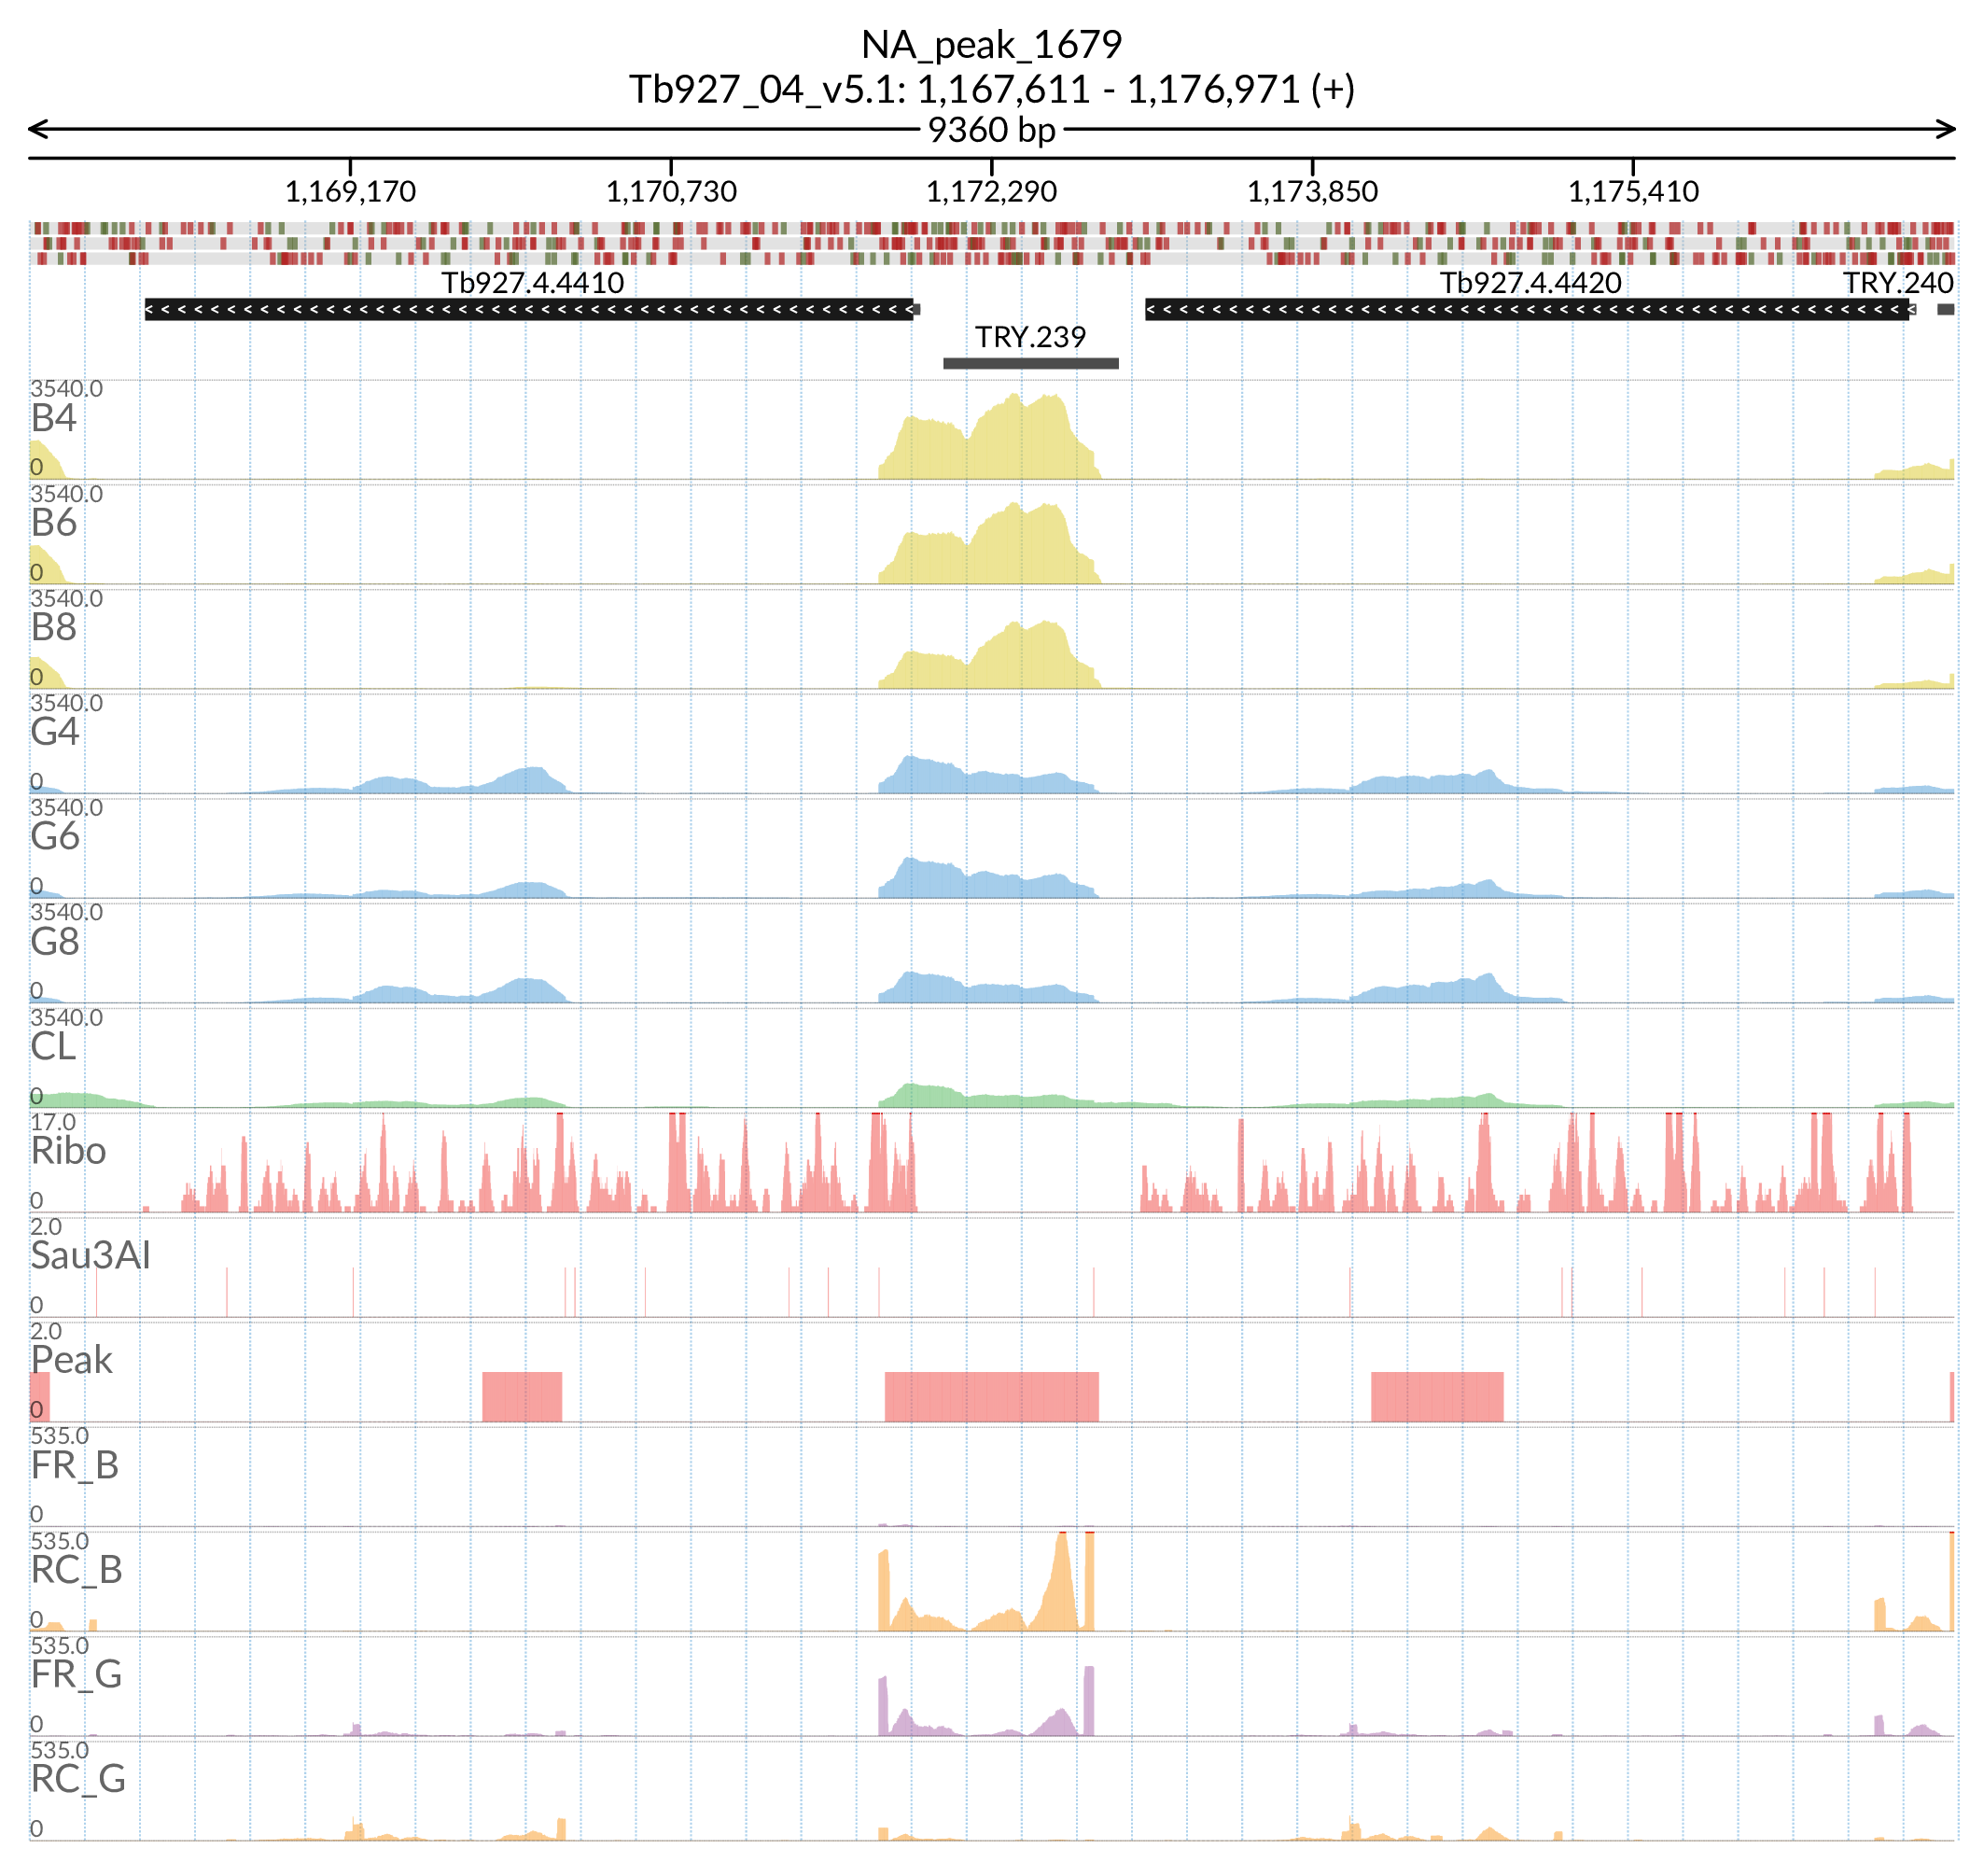 NA_peak_1679
Tb927_04_v5.1: 1,167,611 - 1,176,971 (+)
9360 bp
1,169,170 1,170,730 1,172,290 1,173,850 1,175,410
Tb927.4.4410 Tb927.4.4420 TRY.240
TRY.239
3540.0
B4
0
3540.0
B6
0
3540.0
B8
0
3540.0
G4
0
3540.0
G6
0
3540.0
G8
0
3540.0
CL
0
17.0
Ribo
0
2.0
Sau3AI
0
2.0
Peak
0
535.0
FR_B
0
535.0
RC_B
0
535.0
FR_G
0
535.0
RC_G
0